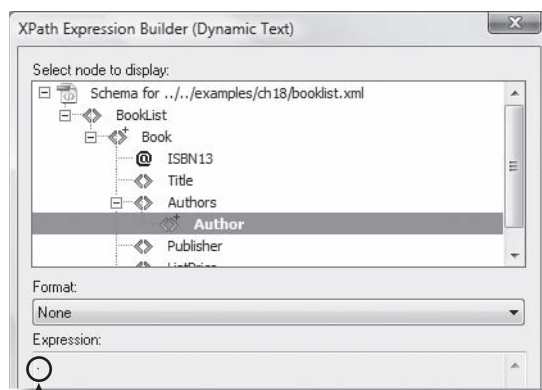 XPath Expression Builder (Dynamic Text)
Select node to display:
Schema for ../../examples/ch18/booklist.xml
BookList
Book
@ ISBN13
Title
Authors
Author
Publisher
ListPrice
Format:
None
Expression:
.